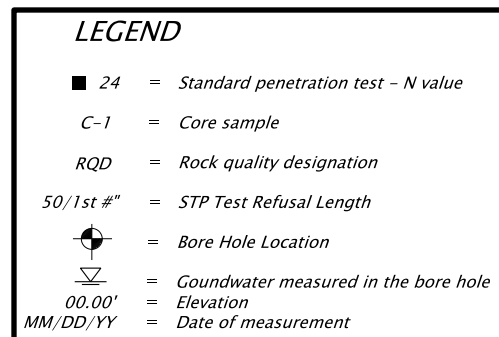 LEGEND
■ 24 = Standard penetration test - N value
C-1 = Core sample
RQD = Rock quality designation
50/1st #" = STP Test Refusal Length
= Bore Hole Location
= Goundwater measured in the bore hole
00.00' = Elevation
MM/DD/YY = Date of measurement